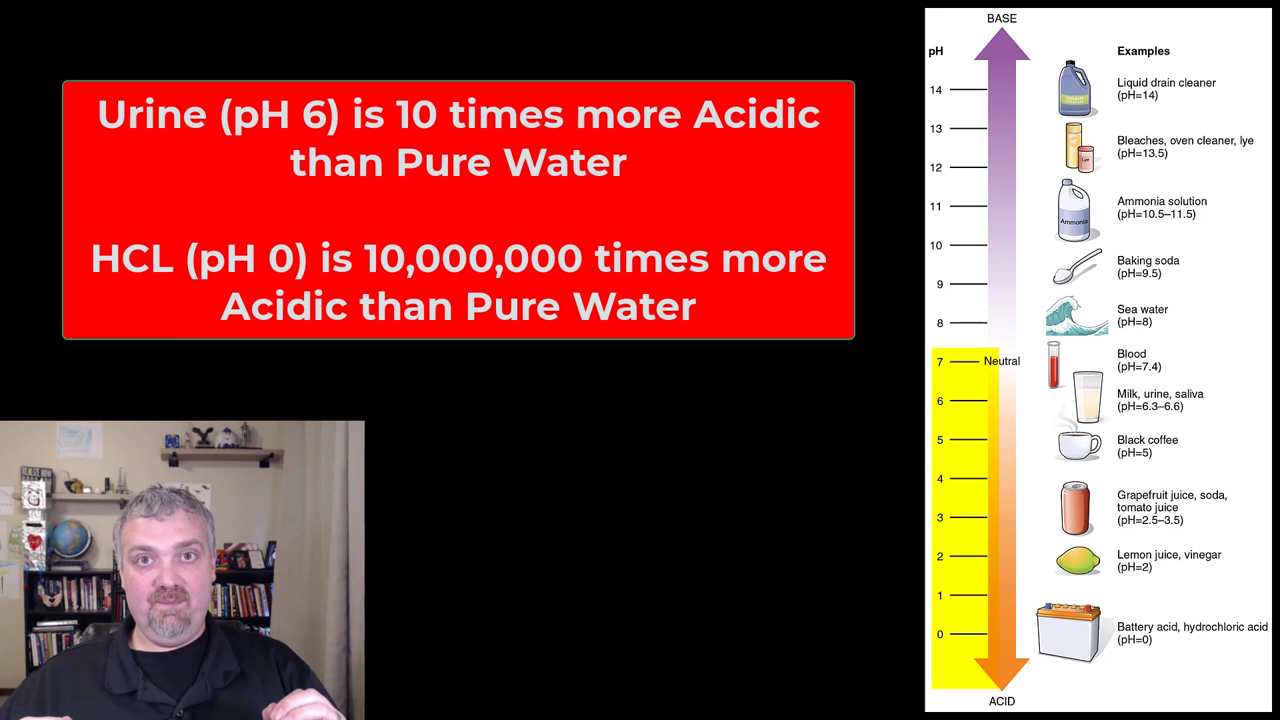 Urine (pH 6) is 10 times more Acidic
than Pure Water
HCL (pH 0) is 10,000,000 times more
Acidic than Pure Water
BASE
pH
Examples
14
Liquid drain cleaner
(pH=14)
13
Bleaches, oven cleaner, lye
(pH=13.5)
12
Lye
11
Ammonia solution
(pH=10.5–11.5)
Ammonia
10
Baking soda
(pH=9.5)
9
Sea water
(pH=8)
8
Blood
(pH=7.4)
7
Neutral
Milk, urine, saliva
(pH=6.3–6.6)
6
Black coffee
(pH=5)
5
4
Grapefruit juice, soda,
tomato juice
(pH=2.5–3.5)
3
Lemon juice, vinegar
(pH=2)
2
1
Battery acid, hydrochloric acid
(pH=0)
0
ACID